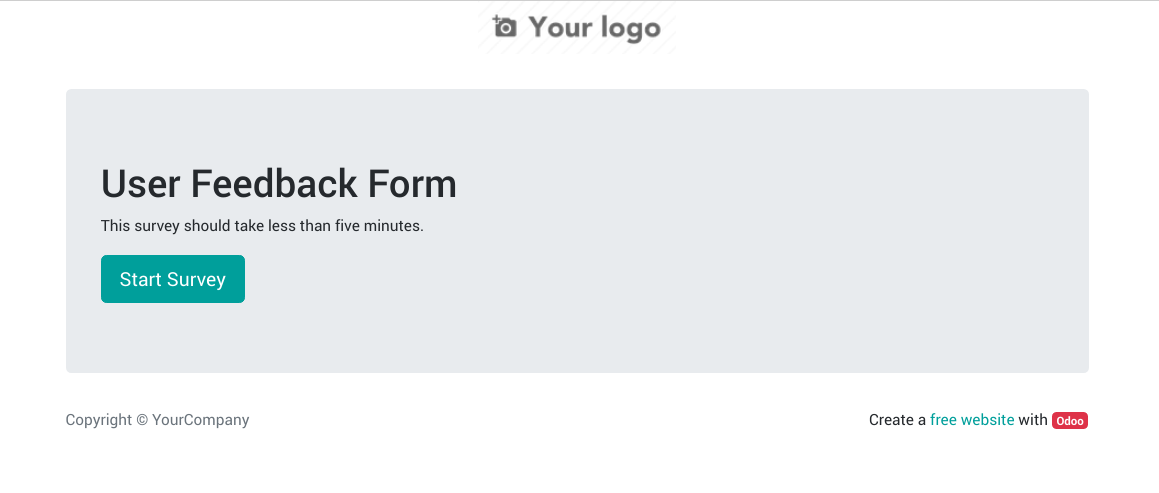 Your logo
User Feedback Form
This survey should take less than five minutes.
Start Survey
Copyright © YourCompany
Create a free website with Odoo